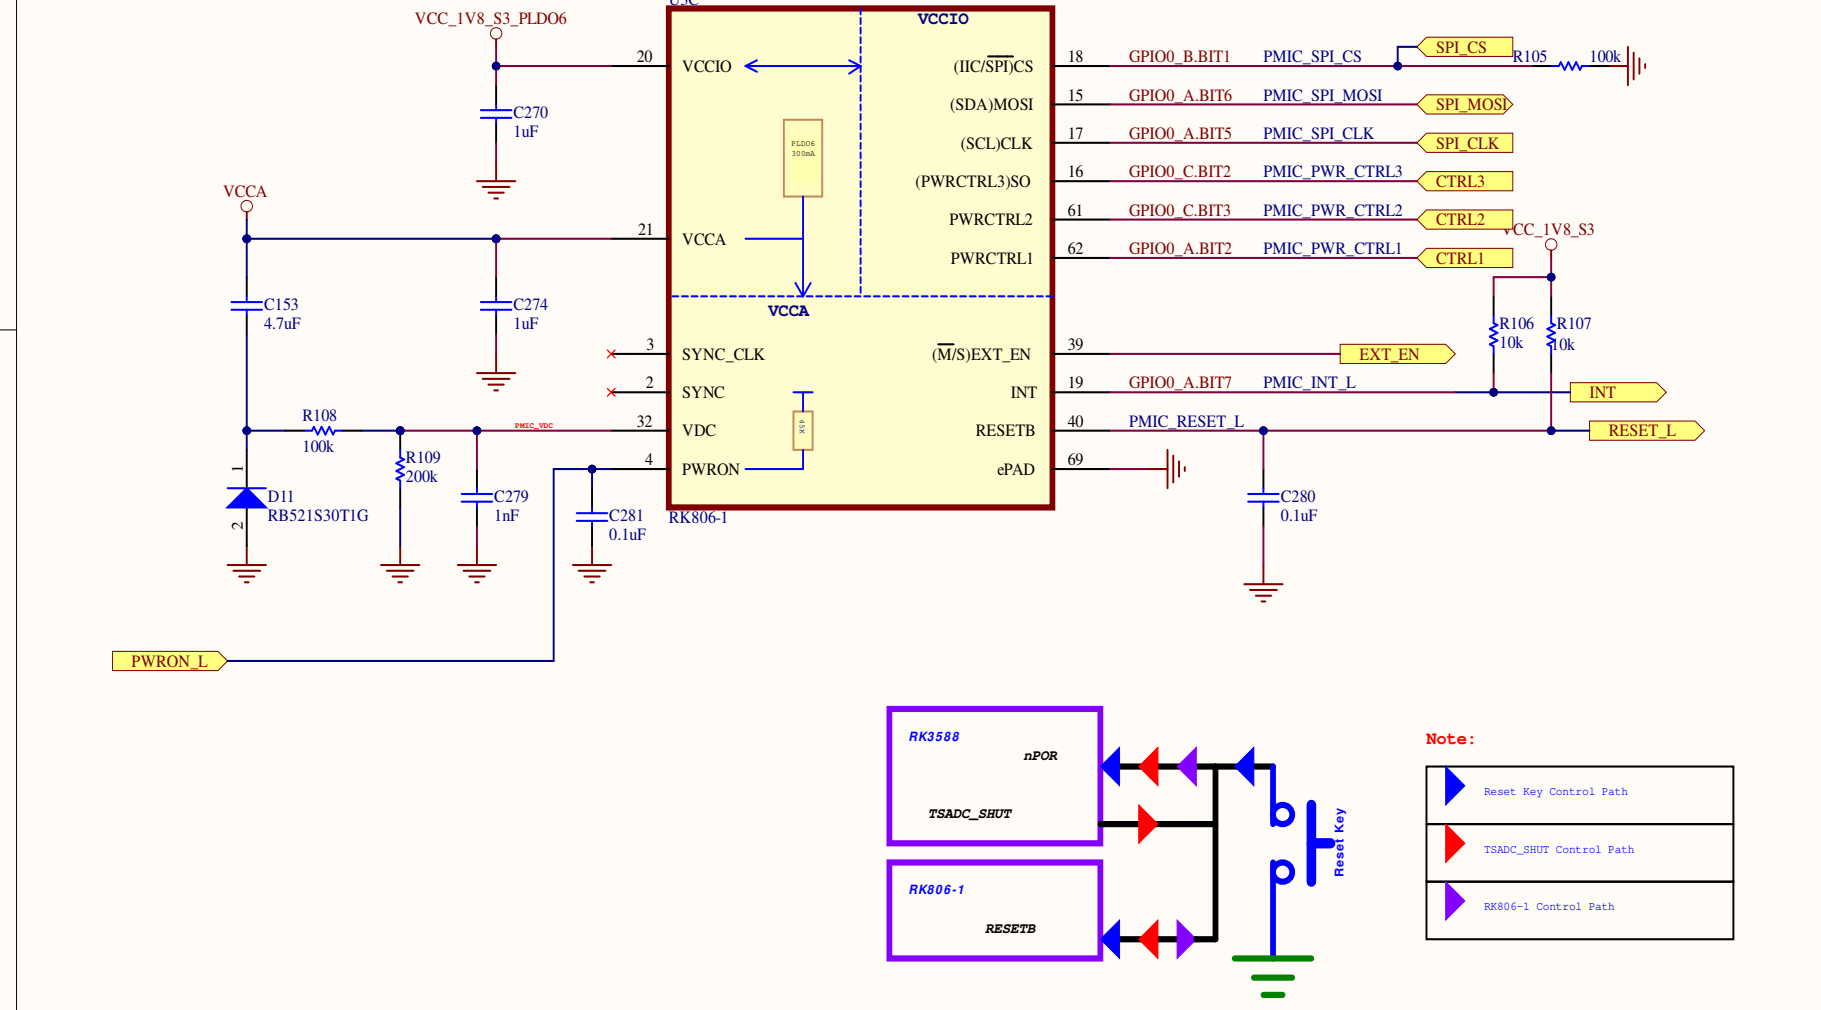 U5C
VCC_1V8_S3_PLDO6
VCCIO
20
VCCIO
C270
1uF
PLDO6
300mA
(IIC/SPI)CS
18
GPIO0_B.BIT1
PMIC_SPI_CS
SPI_CS
R105
100k
(SDA)MOSI
15
GPIO0_A.BIT6
PMIC_SPI_MOSI
SPI_MOSI
(SCL)CLK
17
GPIO0_A.BIT5
PMIC_SPI_CLK
SPI_CLK
(PWRCTRL3)SO
16
GPIO0_C.BIT2
PMIC_PWR_CTRL3
CTRL3
PWRCTRL2
61
GPIO0_C.BIT3
PMIC_PWR_CTRL2
CTRL2
VCC_1V8_S3
PWRCTRL1
62
GPIO0_A.BIT2
PMIC_PWR_CTRL1
CTRL1
VCCA
21
VCCA
C153
4.7uF
C274
1uF
VCCA
R106
10k
R107
10k
3
SYNC_CLK
(M/S)EXT_EN
39
EXT_EN
2
SYNC
INT
19
GPIO0_A.BIT7
PMIC_INT_L
INT
45K
R108
100k
PMIC_VDC
32
VDC
RESETB
40
PMIC_RESET_L
RESET_L
R109
200k
4
PWRON
ePAD
69
1
D11
RB521S30T1G
2
C279
1nF
C281
0.1uF
C280
0.1uF
RK806-1
PWRON_L
RK3588
nPOR
TSADC_SHUT
RK806-1
RESETB
Reset Key
Note:
Reset Key Control Path
TSADC_SHUT Control Path
RK806-1 Control Path